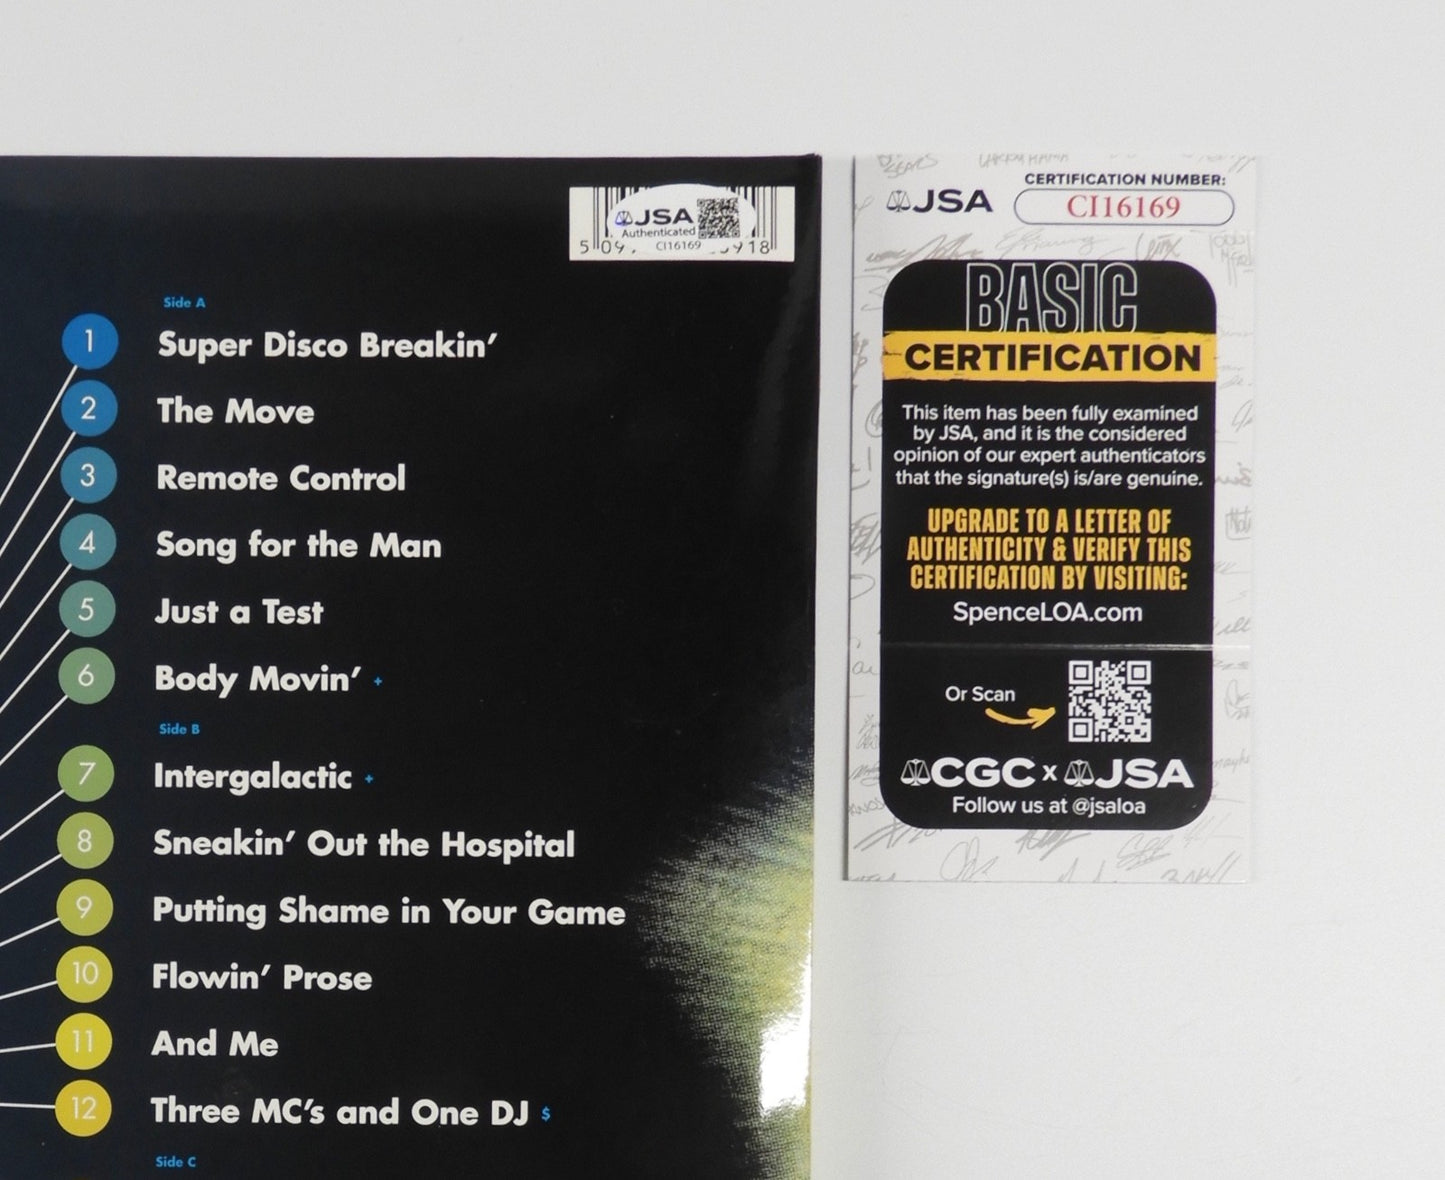 JSA
Authenticated
CI16169
5 09 918
Side A
1 Super Disco Breakin’
2 The Move
3 Remote Control
4 Song for the Man
5 Just a Test
6 Body Movin’ +
Side B
7 Intergalactic +
8 Sneakin’ Out the Hospital
9 Putting Shame in Your Game
10 Flowin’ Prose
11 And Me
12 Three MC’s and One DJ $
Side C
JSA
CERTIFICATION NUMBER:
CI16169
BASIC
CERTIFICATION
This item has been fully examined
by JSA, and it is the considered
opinion of our expert authenticators
that the signature(s) is/are genuine.
UPGRADE TO A LETTER OF
AUTHENTICITY & VERIFY THIS
CERTIFICATION BY VISITING:
SpenceLOA.com
Or Scan
CGC x JSA
Follow us at @jsaloa